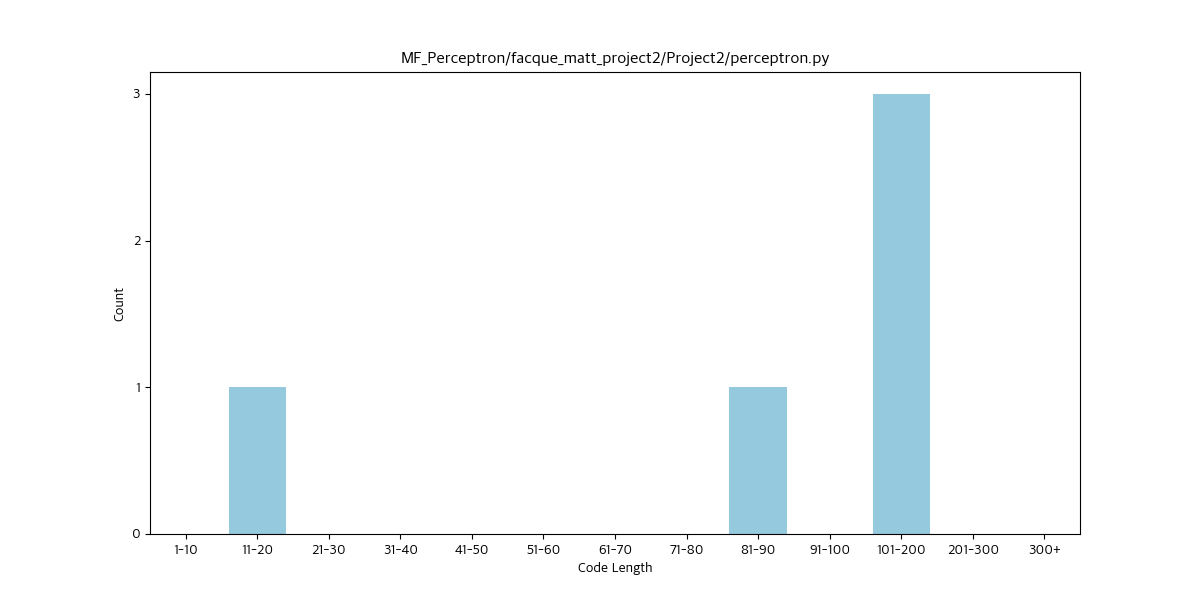 MF_Perceptron/facque_matt_project2/Project2/perceptron.py
3
2
1
0
Count
1-10 11-20 21-30 31-40 41-50 51-60 61-70 71-80 81-90 91-100 101-200 201-300 300+
Code Length